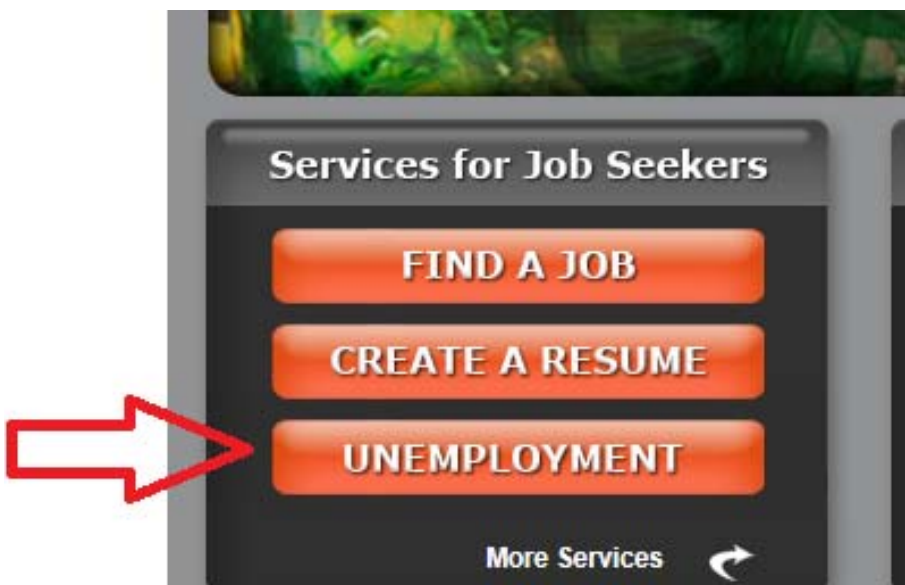 Services for Job Seekers
FIND A JOB
CREATE A RESUME
UNEMPLOYMENT
More Services